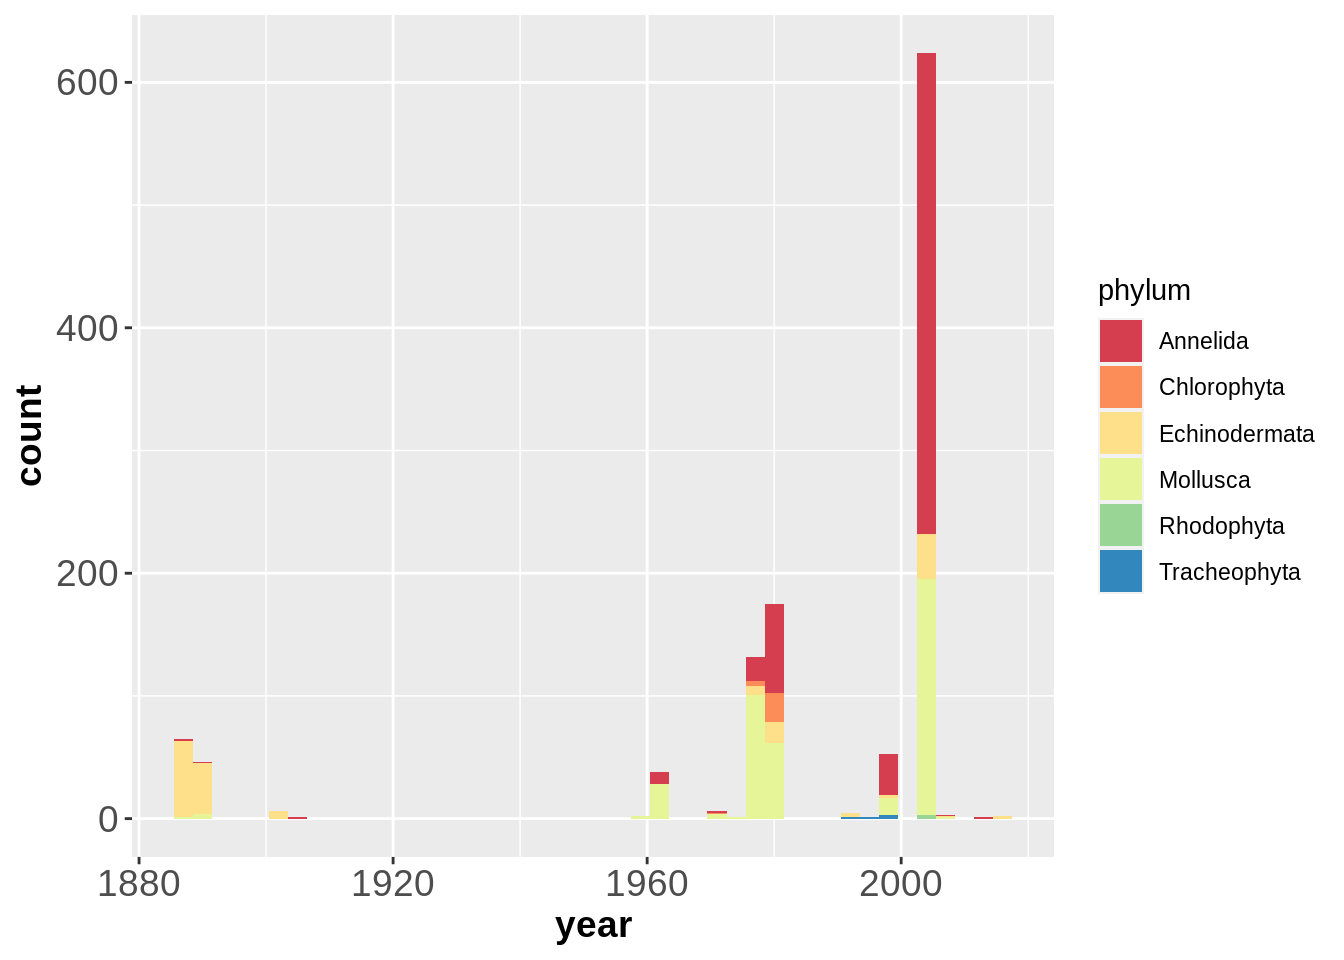 600
400
200
0
count
1880 1920 1960 2000
year
phylum
Annelida
Chlorophyta
Echinodermata
Mollusca
Rhodophyta
Tracheophyta